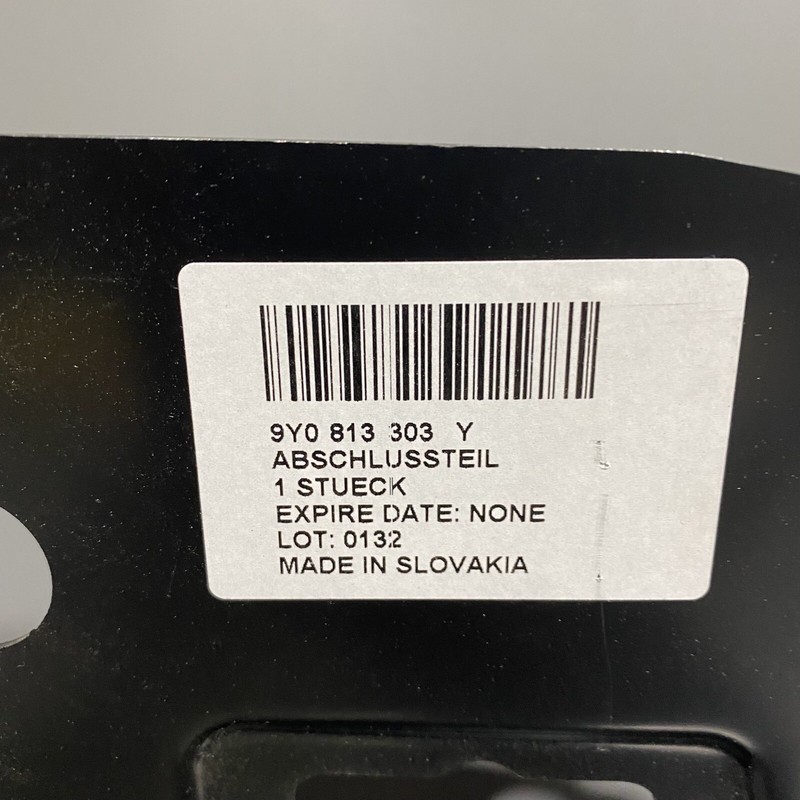 9Y0 813 303 Y
ABSCHLUSSTEIL
1 STUECK
EXPIRE DATE: NONE
LOT: 0132
MADE IN SLOVAKIA